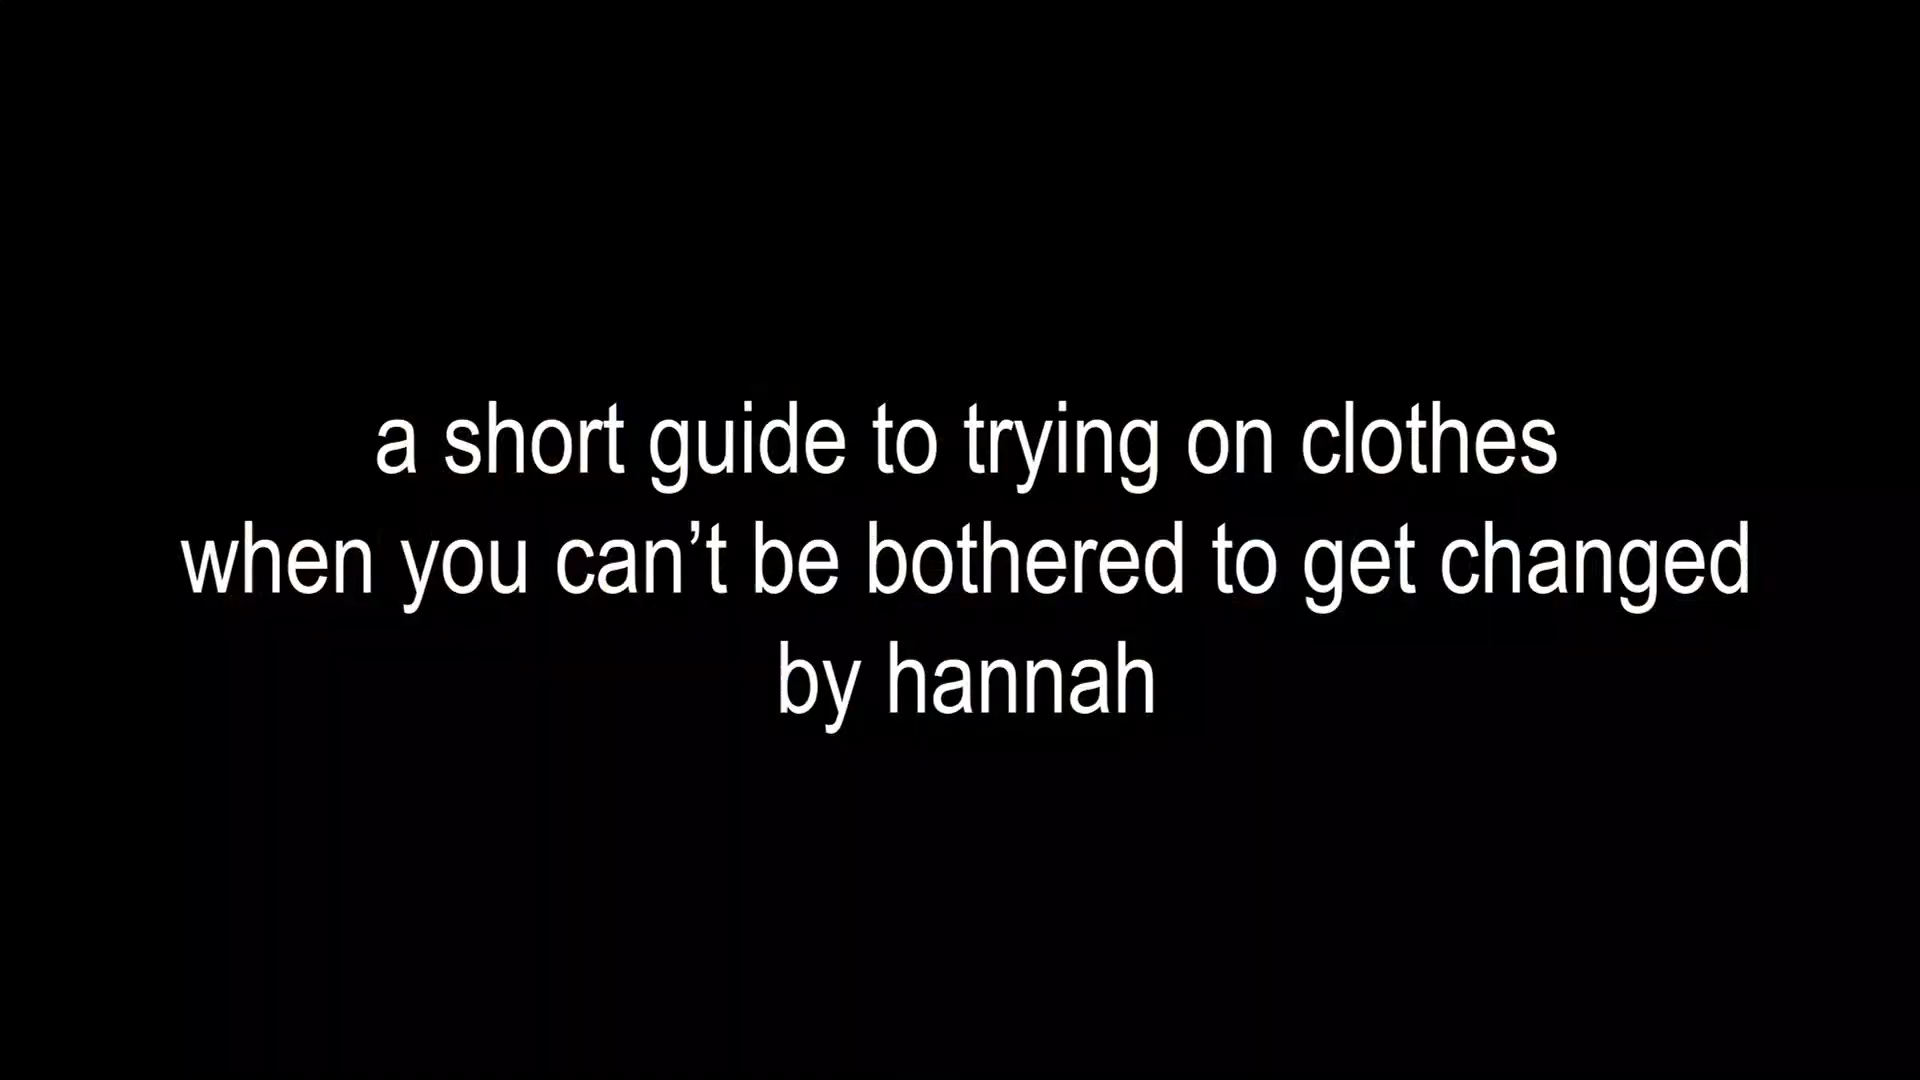 a short guide to trying on clothes
when you can’t be bothered to get changed
by hannah